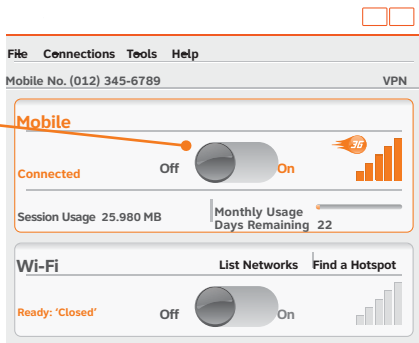 File Connections Tools Help
Mobile No. (012) 345-6789 VPN
Mobile
3G
Connected Off On
Session Usage 25.980 MB Monthly Usage
Days Remaining 22
Wi-Fi List Networks Find a Hotspot
Ready: 'Closed' Off On